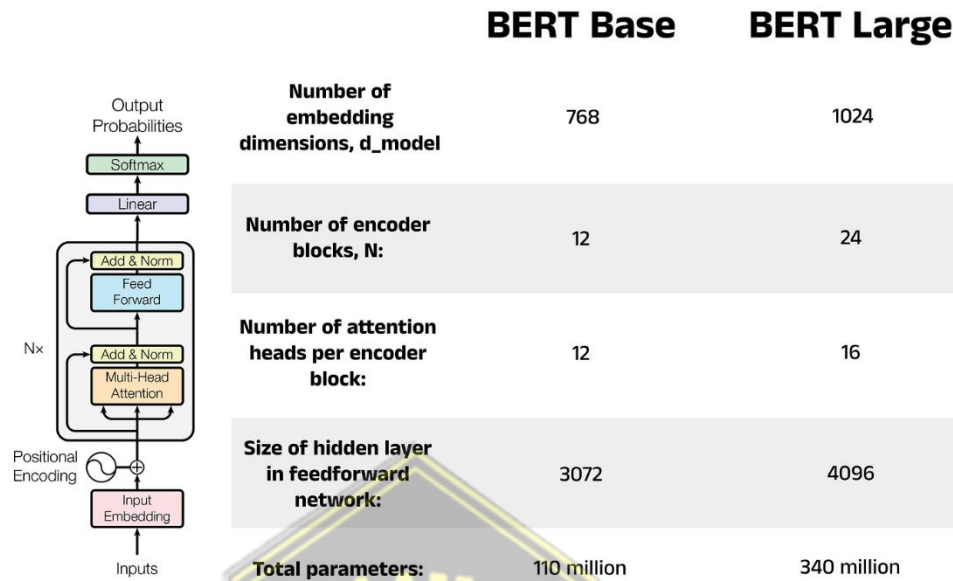 BERT Base BERT Large
Number of
embedding
dimensions, d_model
768 1024
Number of encoder
blocks, N:
12 24
Number of attention
heads per encoder
block:
12 16
Size of hidden layer
in feedforward
network:
3072 4096
Total parameters: 110 million 340 million
Output
Probabilities
Softmax
Linear
Add & Norm
Feed
Forward
Nx
Add & Norm
Multi-Head
Attention
Positional
Encoding
Input
Embedding
Inputs